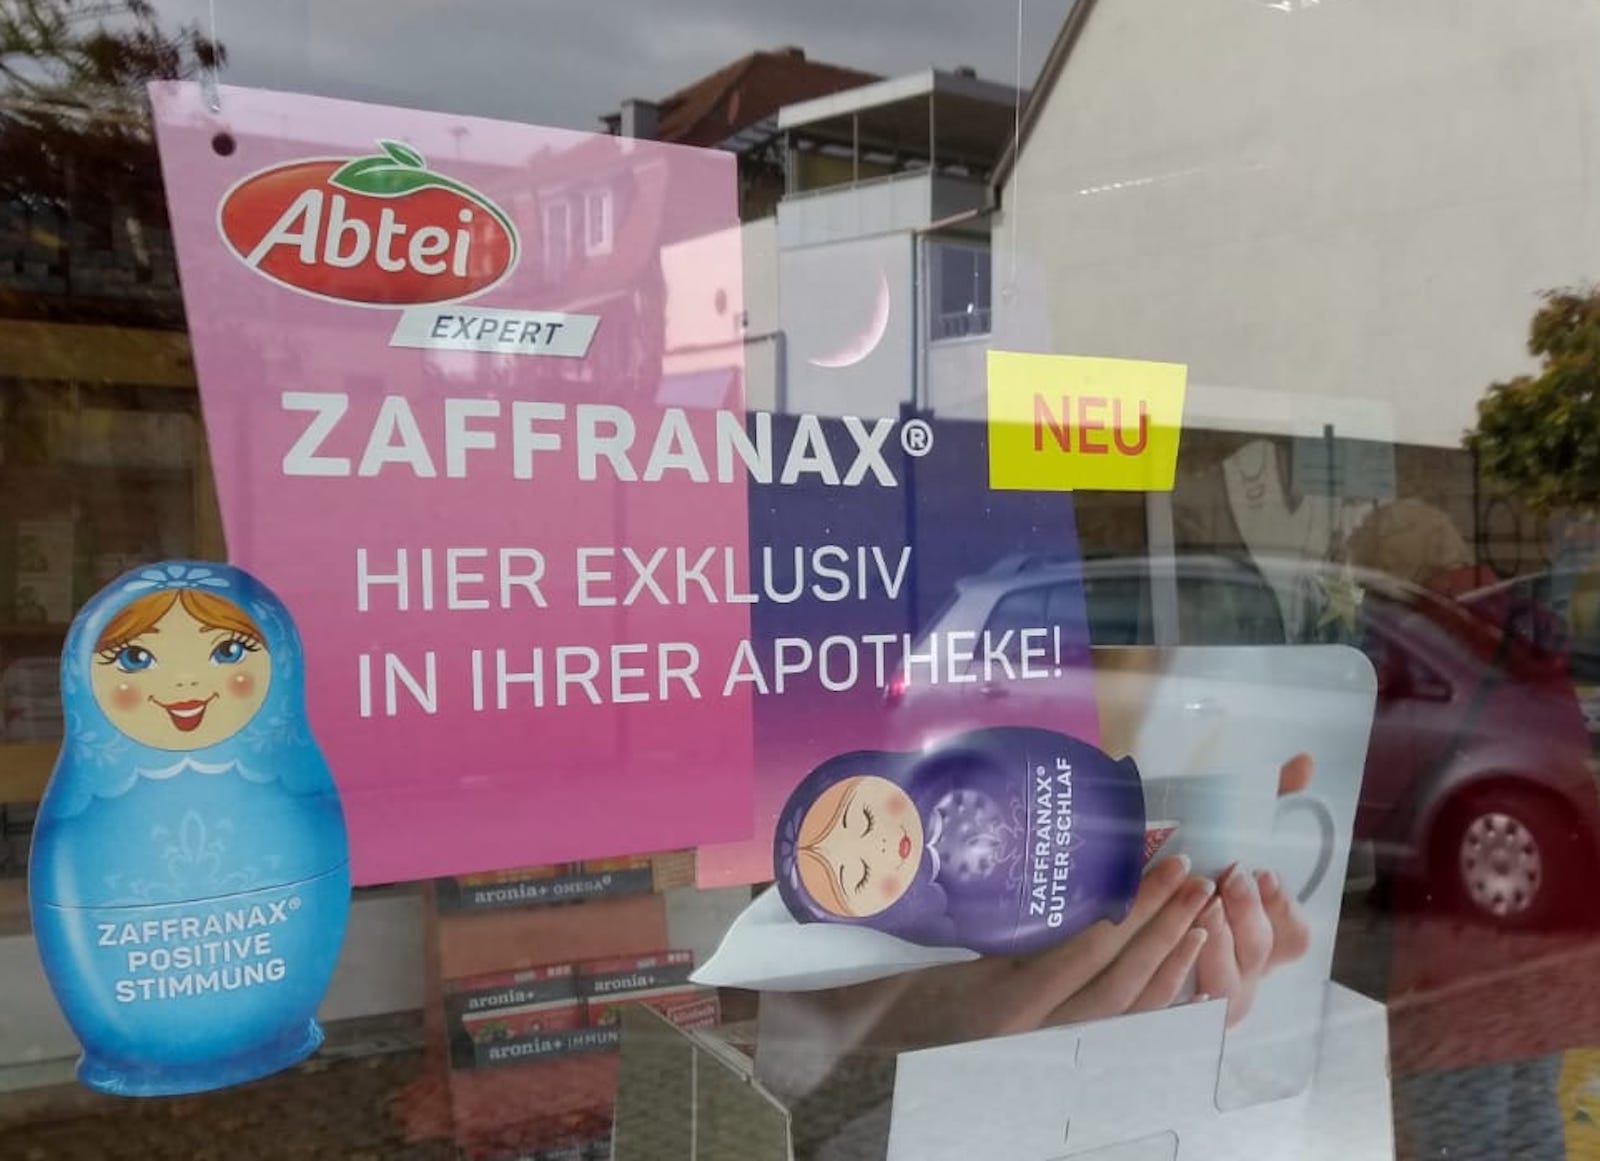 Abtei
EXPERT
ZAFFRANAX®
NEU
HIER EXKLUSIV
IN IHRER APOTHEKE!
ZAFFRANAX®
POSITIVE
STIMMUNG
ZAFFRANAX®
GUTER SCHLAF
aronia+ OMEGA³
aronia+
aronia+
aronia+ IMMUN